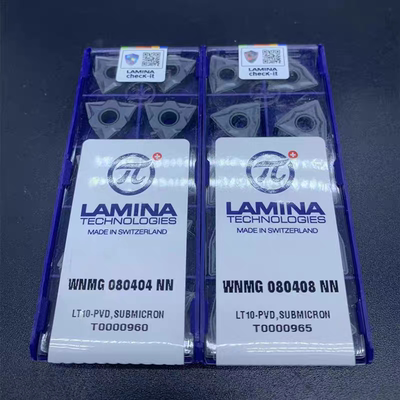 LAMINA
check-it
π
LAMINA
TECHNOLOGIES
MADE IN SWITZERLAND
WNMG 080404 NN
LT10-PVD,SUBMICRON
T0000960
LAMINA
check-it
π
LAMINA
TECHNOLOGIES
MADE IN SWITZERLAND
WNMG 080408 NN
LT10-PVD,SUBMICRON
T0000965